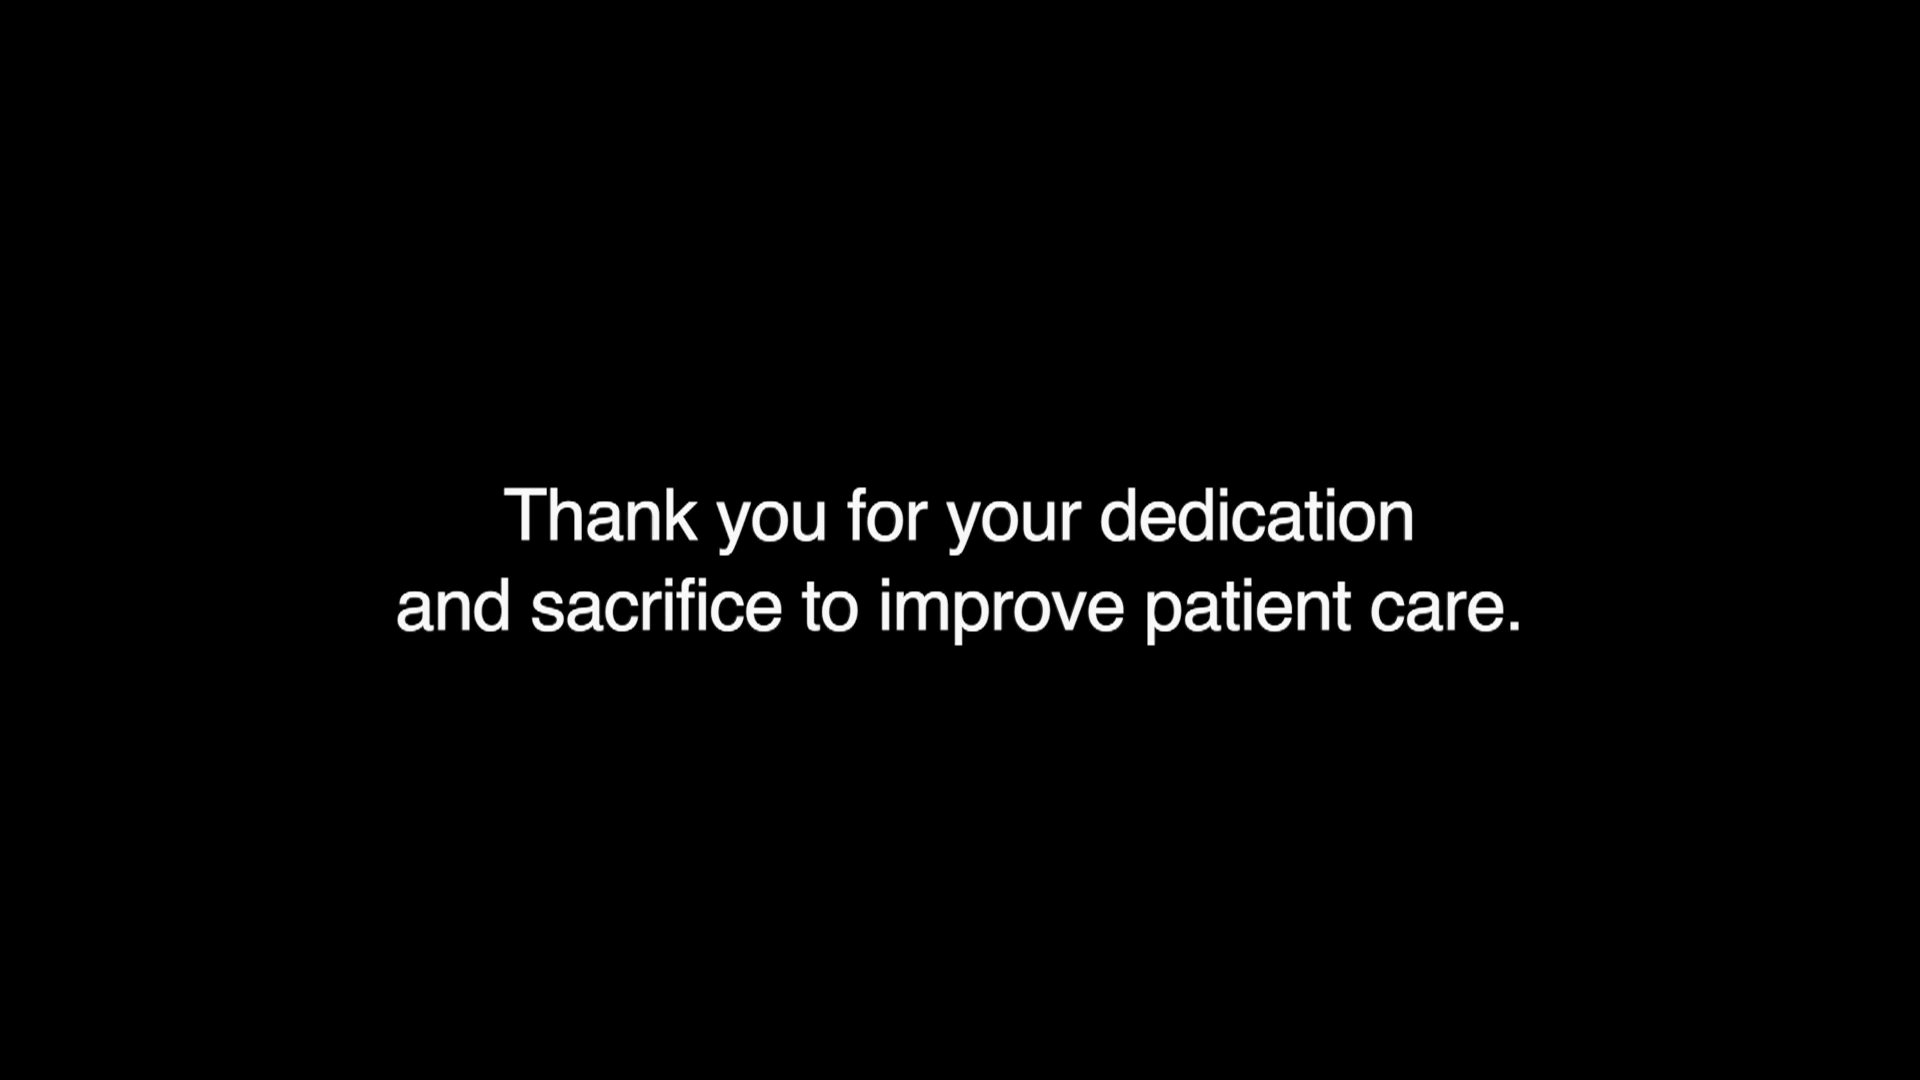 Thank you for your dedication
and sacrifice to improve patient care.